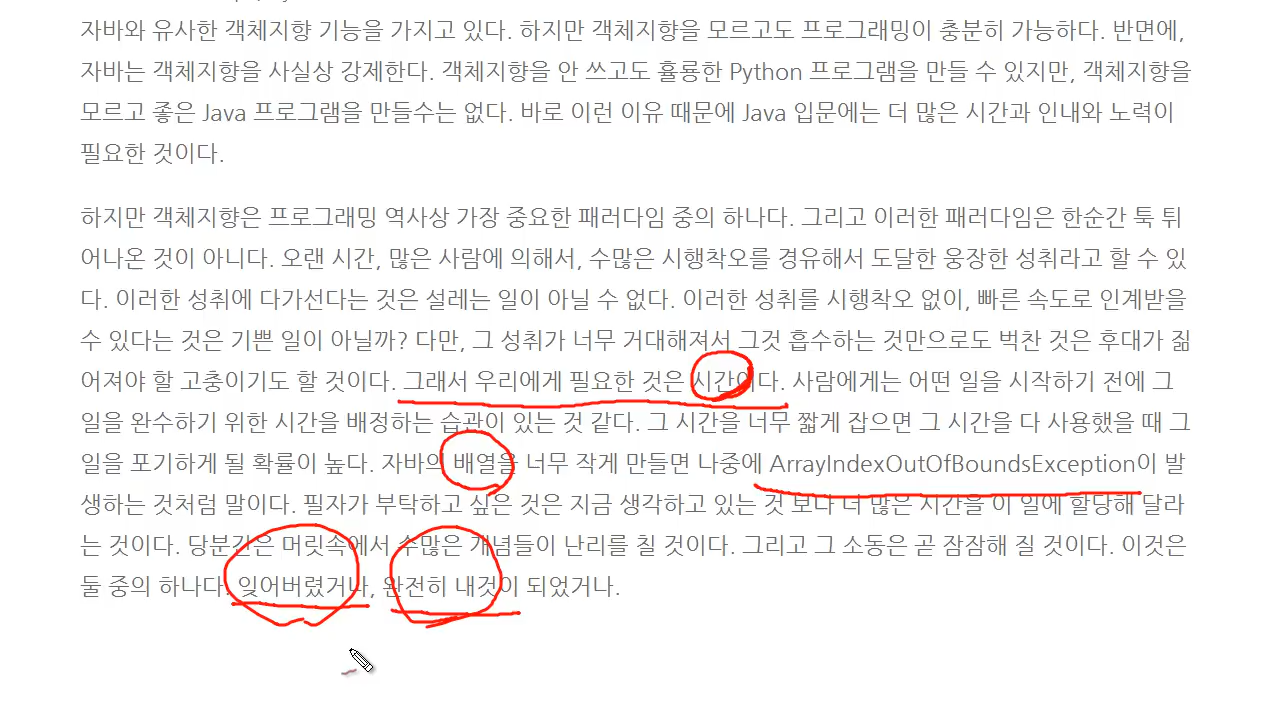 자바와 유사한 객체지향 기능을 가지고 있다. 하지만 객체지향을 모르고도 프로그래밍이 충분히 가능하다. 반면에,
자바는 객체지향을 사실상 강제한다. 객체지향을 안 쓰고도 휼륭한 Python 프로그램을 만들 수 있지만, 객체지향을
모르고 좋은 Java 프로그램을 만들수는 없다. 바로 이런 이유 때문에 Java 입문에는 더 많은 시간과 인내와 노력이
필요한 것이다.
하지만 객체지향은 프로그래밍 역사상 가장 중요한 패러다임 중의 하나다. 그리고 이러한 패러다임은 한순간 툭 튀
어나온 것이 아니다. 오랜 시간, 많은 사람에 의해서, 수많은 시행착오를 경유해서 도달한 웅장한 성취라고 할 수 있
다. 이러한 성취에 다가선다는 것은 설레는 일이 아닐 수 없다. 이러한 성취를 시행착오 없이, 빠른 속도로 인계받을
수 있다는 것은 기쁜 일이 아닐까? 다만, 그 성취가 너무 거대해져서 그것 흡수하는 것만으로도 벅찬 것은 후대가 짊
어져야 할 고충이기도 할 것이다. 그래서 우리에게 필요한 것은 시간이다. 사람에게는 어떤 일을 시작하기 전에 그
일을 완수하기 위한 시간을 배정하는 습관이 있는 것 같다. 그 시간을 너무 짧게 잡으면 그 시간을 다 사용했을 때 그
일을 포기하게 될 확률이 높다. 자바의 배열을 너무 작게 만들면 나중에 ArrayIndexOutOfBoundsException이 발
생하는 것처럼 말이다. 필자가 부탁하고 싶은 것은 지금 생각하고 있는 것 보다 더 많은 시간을 이 일에 할당해 달라
는 것이다. 당분간은 머릿속에서 수많은 개념들이 난리를 칠 것이다. 그리고 그 소동은 곧 잠잠해 질 것이다. 이것은
둘 중의 하나다. 잊어버렸거나, 완전히 내것이 되었거나.